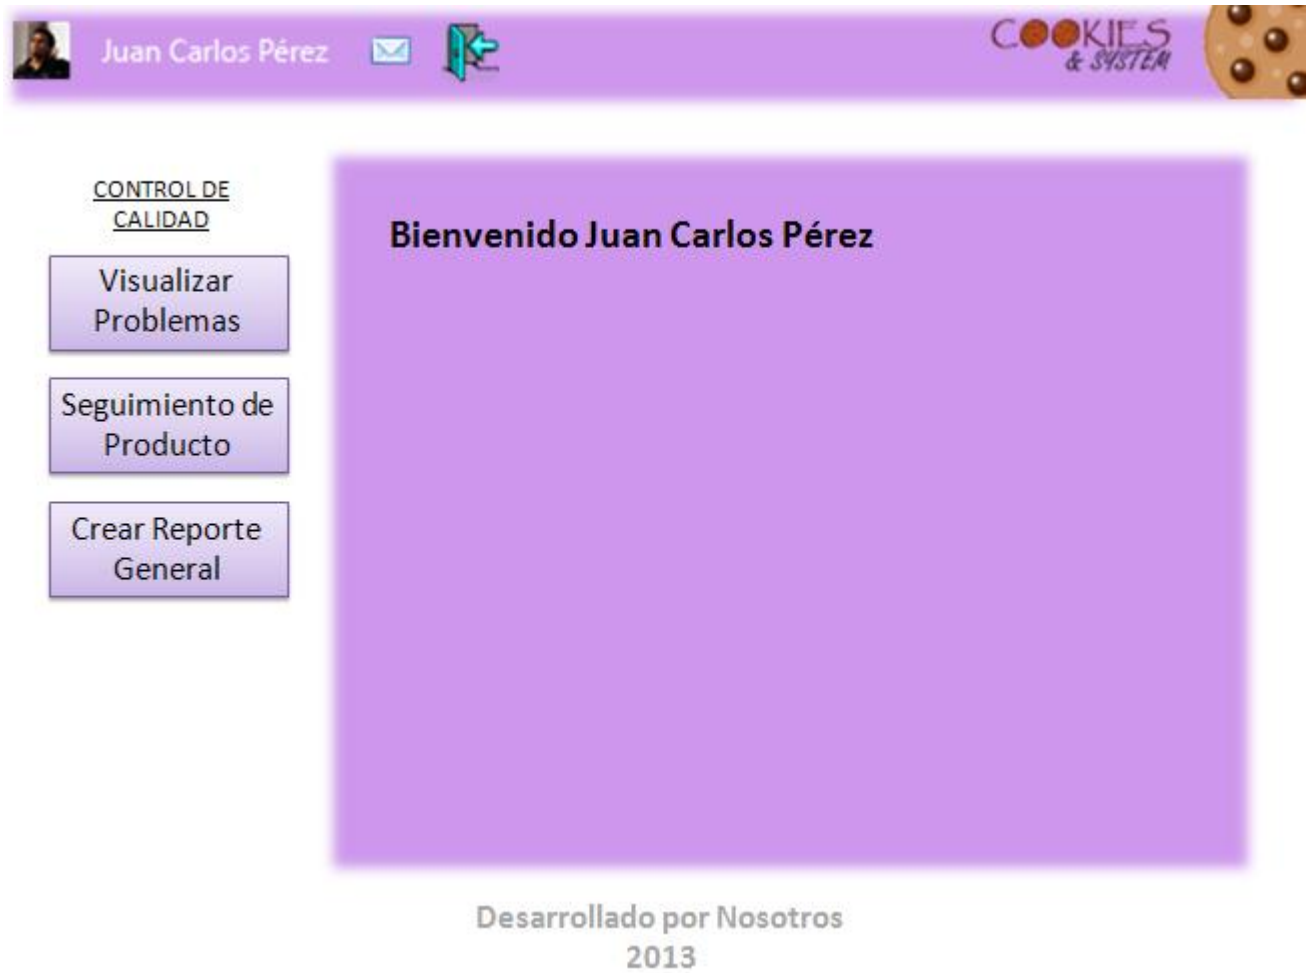 Juan Carlos Pérez
COOKIES
& SYSTEM
CONTROL DE
CALIDAD
Visualizar
Problemas
Seguimiento de
Producto
Crear Reporte
General
Bienvenido Juan Carlos Pérez
Desarrollado por Nosotros
2013